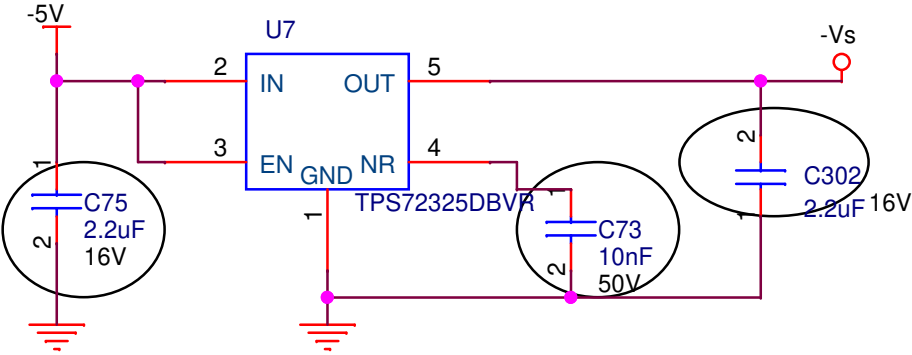 -5V
U7
-Vs
2
IN
OUT
5
3
EN
GND
NR
4
TPS72325DBVR
1
1
C75
2.2uF
16V
2
1
C73
10nF
50V
2
2
C302
2.2uF
16V
1